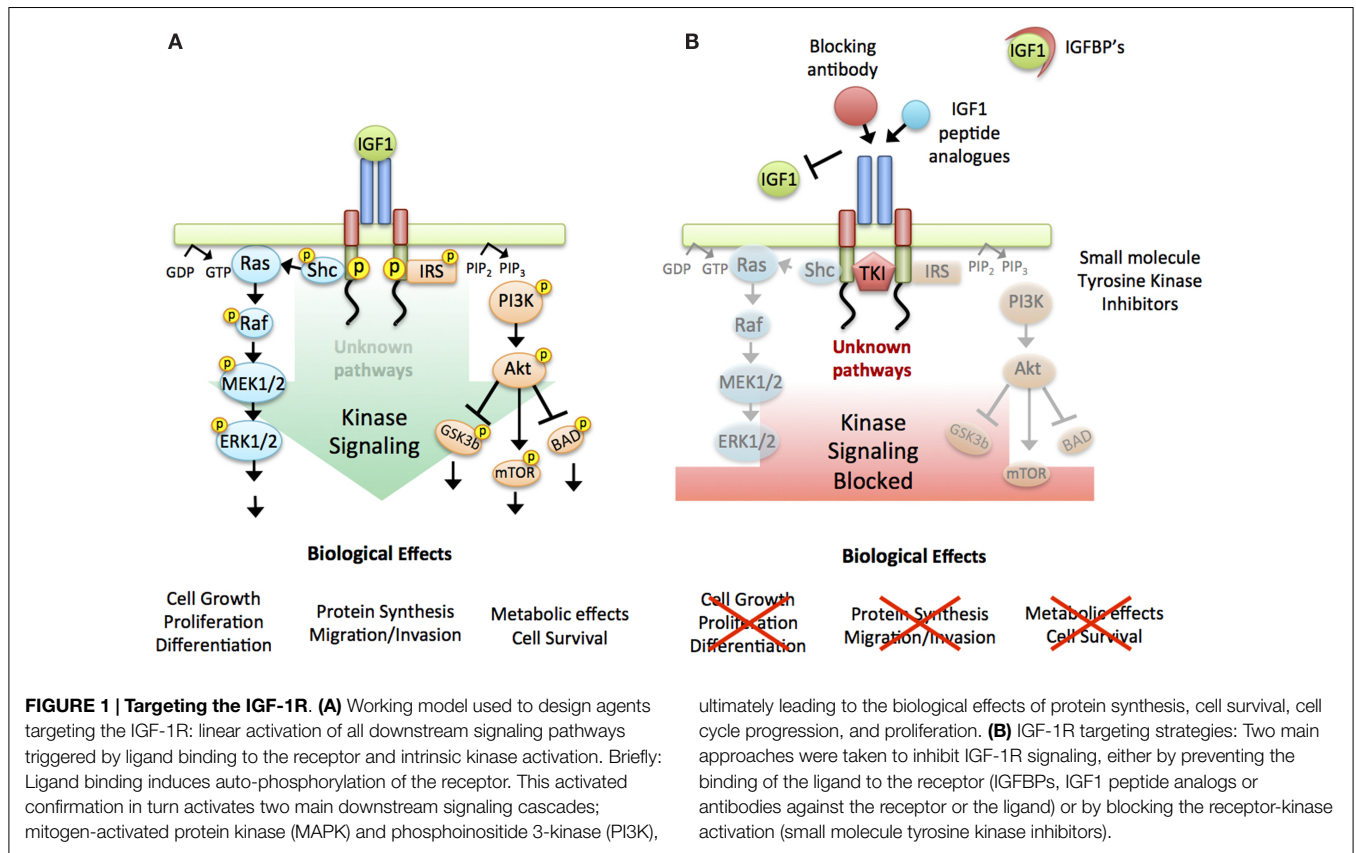 A
IGF1
GDP
GTP
Ras
P
Shc
P
P
P
IRS
PIP2
PIP3
P
PI3K
P
Raf
P
MEK1/2
P
ERK1/2
Unknown
pathways
Kinase
Signaling
P
Akt
GSK3b
P
P
mTOR
BAD
P
Biological Effects
Cell Growth
Proliferation
Differentiation
Protein Synthesis
Migration/Invasion
Metabolic effects
Cell Survival
B
Blocking
antibody
IGF1
IGFBP's
IGF1
peptide
analogues
IGF1
GDP
GTP
Ras
Shc
TKI
IRS
PIP2
PIP3
Small molecule
Tyrosine Kinase
Inhibitors
PI3K
Raf
MEK1/2
ERK1/2
Unknown
pathways
Kinase
Signaling
Blocked
Akt
GSK3b
mTOR
BAD
Biological Effects
Cell Growth
Proliferation
Differentiation
Protein Synthesis
Migration/Invasion
Metabolic effects
Cell Survival
FIGURE 1 | Targeting the IGF-1R. (A) Working model used to design agents
targeting the IGF-1R: linear activation of all downstream signaling pathways
triggered by ligand binding to the receptor and intrinsic kinase activation. Briefly:
Ligand binding induces auto-phosphorylation of the receptor. This activated
confirmation in turn activates two main downstream signaling cascades;
mitogen-activated protein kinase (MAPK) and phosphoinositide 3-kinase (PI3K),
ultimately leading to the biological effects of protein synthesis, cell survival, cell
cycle progression, and proliferation. (B) IGF-1R targeting strategies: Two main
approaches were taken to inhibit IGF-1R signaling, either by preventing the
binding of the ligand to the receptor (IGFBPs, IGF1 peptide analogs or
antibodies against the receptor or the ligand) or by blocking the receptor-kinase
activation (small molecule tyrosine kinase inhibitors).